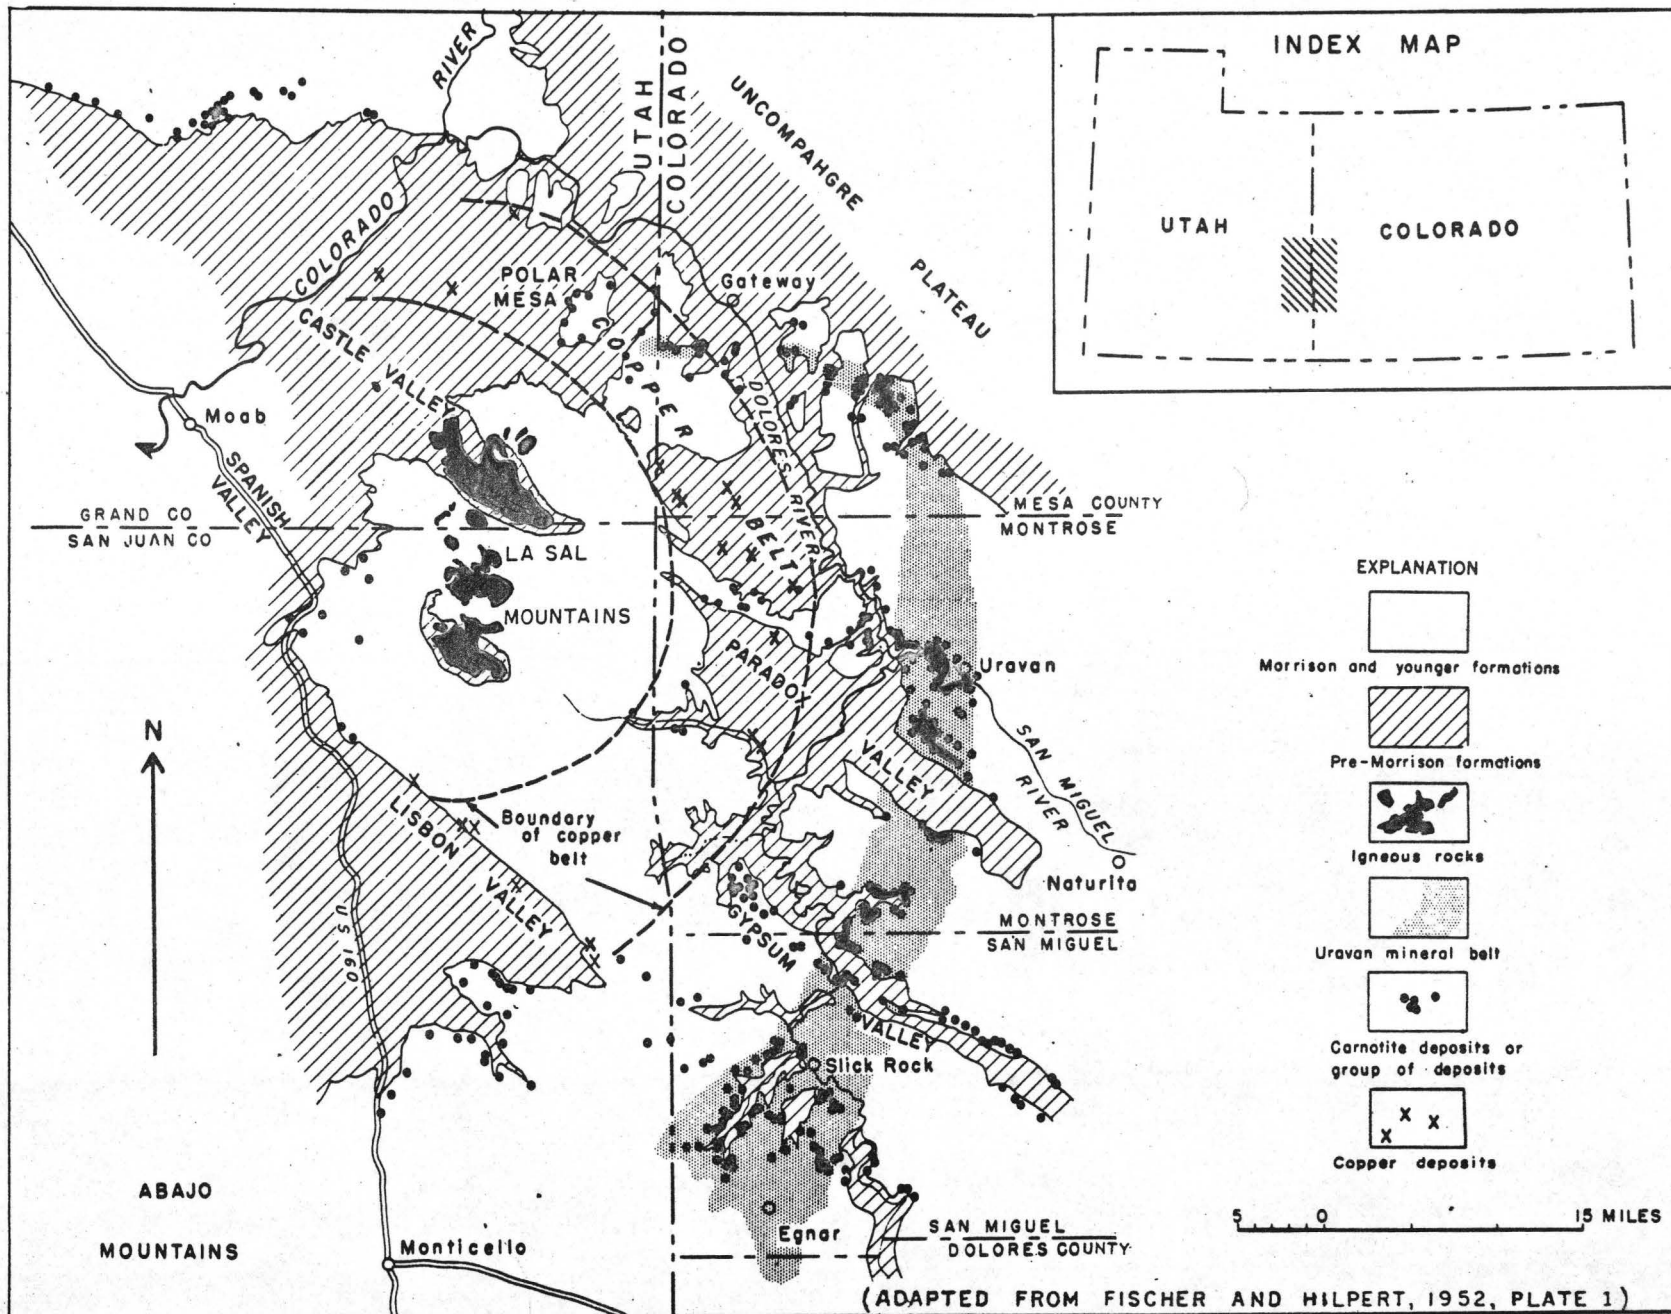 INDEX MAP
UTAH
COLORADO
RIVER
UTAH
COLORADO
UNCOMPAHGRE
PLATEAU
COLORADO
POLAR
MESA
Gateway
CASTLE VALLEY
COPPER
BELT
DOLORES RIVER
Moab
SPANISH
VALLEY
GRAND CO
SAN JUAN CO
MESA COUNTY
MONTROSE
LA SAL
MOUNTAINS
PARADOX
VALLEY
Uravan
SAN MIGUEL
RIVER
Naturita
N
LISBON
VALLEY
Boundary
of copper
belt
US 160
GYPSUM
VALLEY
MONTROSE
SAN MIGUEL
Slick Rock
Egnar
SAN MIGUEL
DOLORES COUNTY
ABAJO
MOUNTAINS
Monticello
EXPLANATION
Morrison and younger formations
Pre-Morrison formations
Igneous rocks
Uravan mineral belt
Carnotite deposits or
group of deposits
Copper deposits
5 0 15 MILES
(ADAPTED FROM FISCHER AND HILPERT, 1952, PLATE 1)